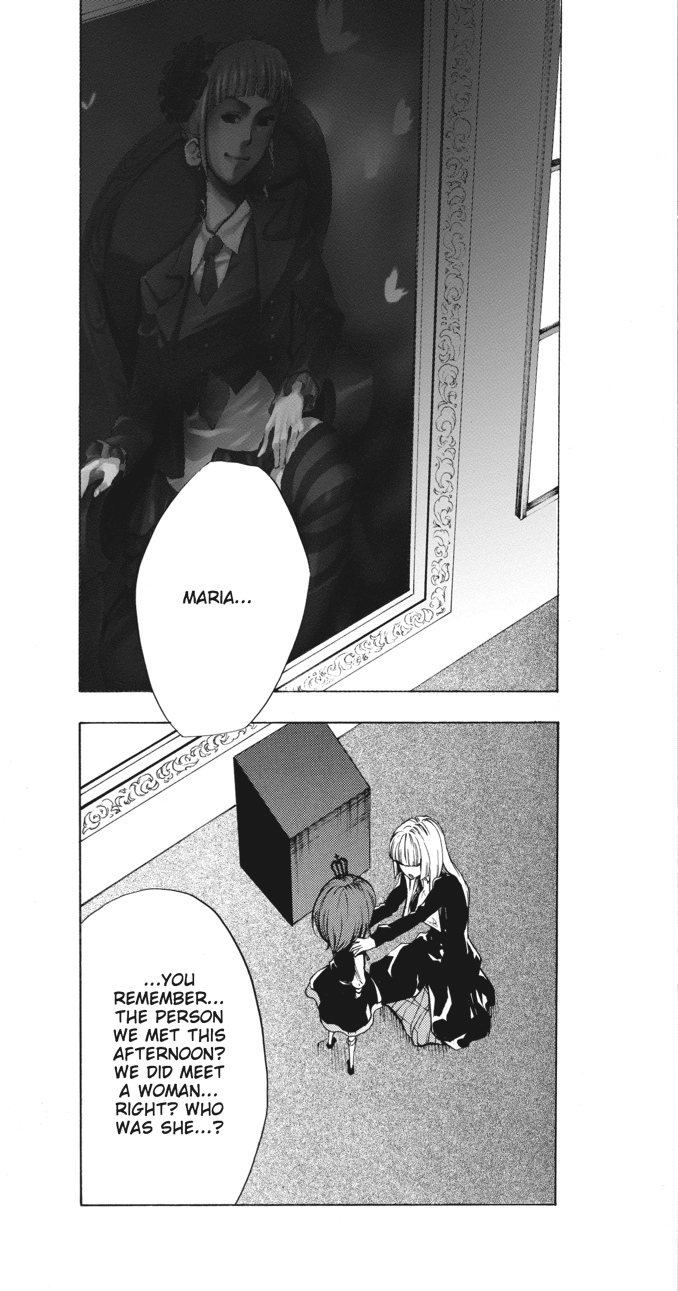 MARIA...
...YOU
REMEMBER...
THE PERSON
WE MET THIS
AFTERNOON?
WE DID MEET
A WOMAN...
RIGHT? WHO
WAS SHE...?